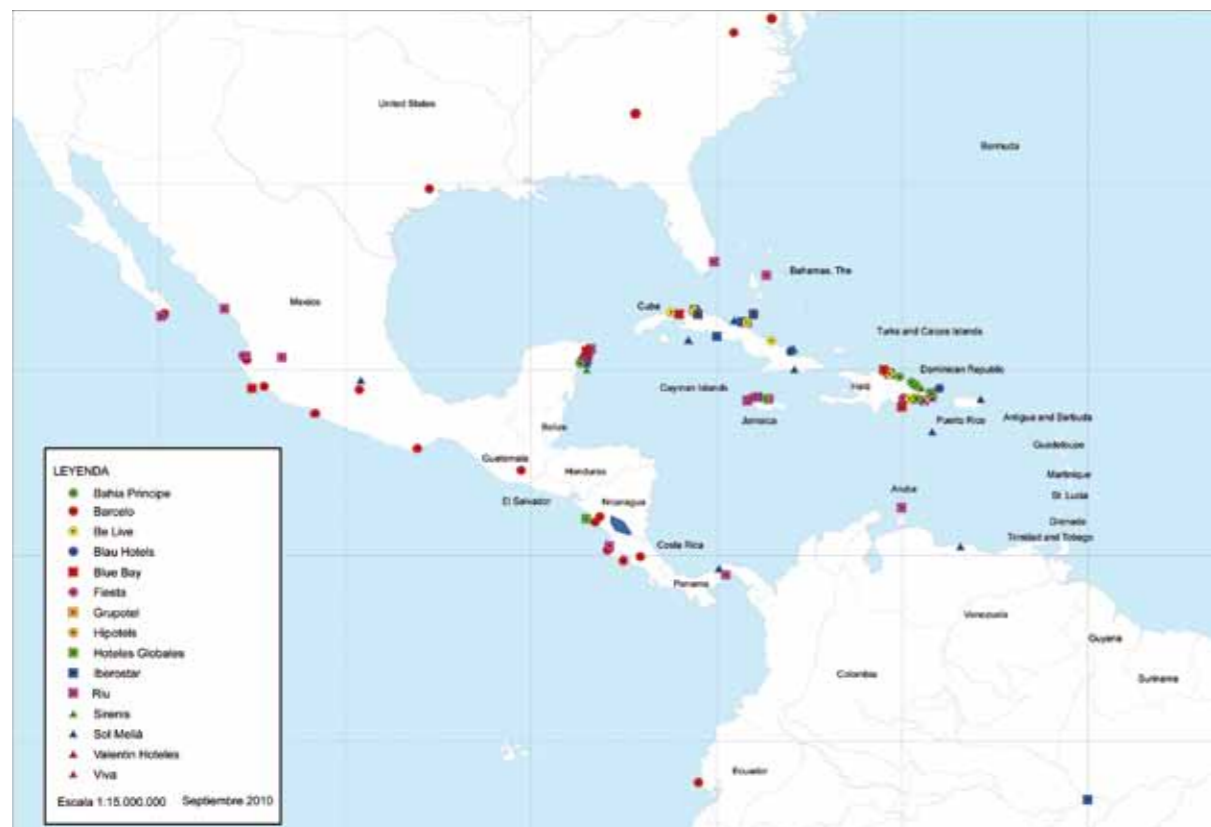 United States
Bermuda
Bahamas, The
Mexico
Cuba
Turks and Caicos Islands
Dominican Republic
Haiti
Cayman Islands
Jamaica
Puerto Rico
Antigua and Barbuda
Belize
Guadeloupe
Guatemala
Honduras
Martinique
Aruba
St. Lucia
El Salvador
Nicaragua
Grenada
Trinidad and Tobago
Costa Rica
Panama
Venezuela
Guyana
Colombia
Suriname
Ecuador
LEYENDA
Bahia Principe
Barcelo
Be Live
Blau Hotels
Blue Bay
Fiesta
Grupotel
Hipotels
Hoteles Globales
Iberostar
Riu
Sirenis
Sol Meliá
Valentin Hoteles
Viva
Escala 1:15.000.000 Septiembre 2010